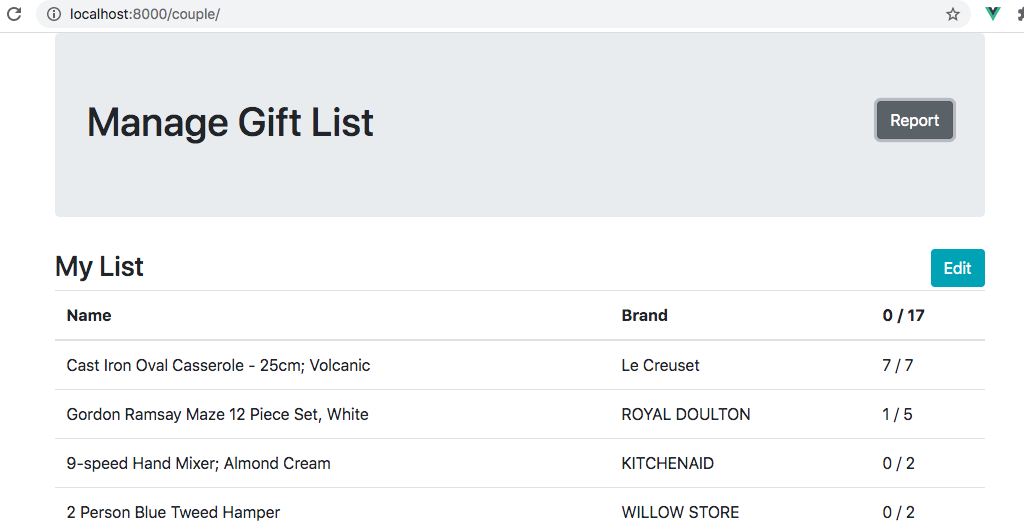 localhost:8000/couple/
Manage Gift List
Report
My List
Edit
Name Brand 0 / 17
Cast Iron Oval Casserole - 25cm; Volcanic Le Creuset 7 / 7
Gordon Ramsay Maze 12 Piece Set, White ROYAL DOULTON 1 / 5
9-speed Hand Mixer; Almond Cream KITCHENAID 0 / 2
2 Person Blue Tweed Hamper WILLOW STORE 0 / 2